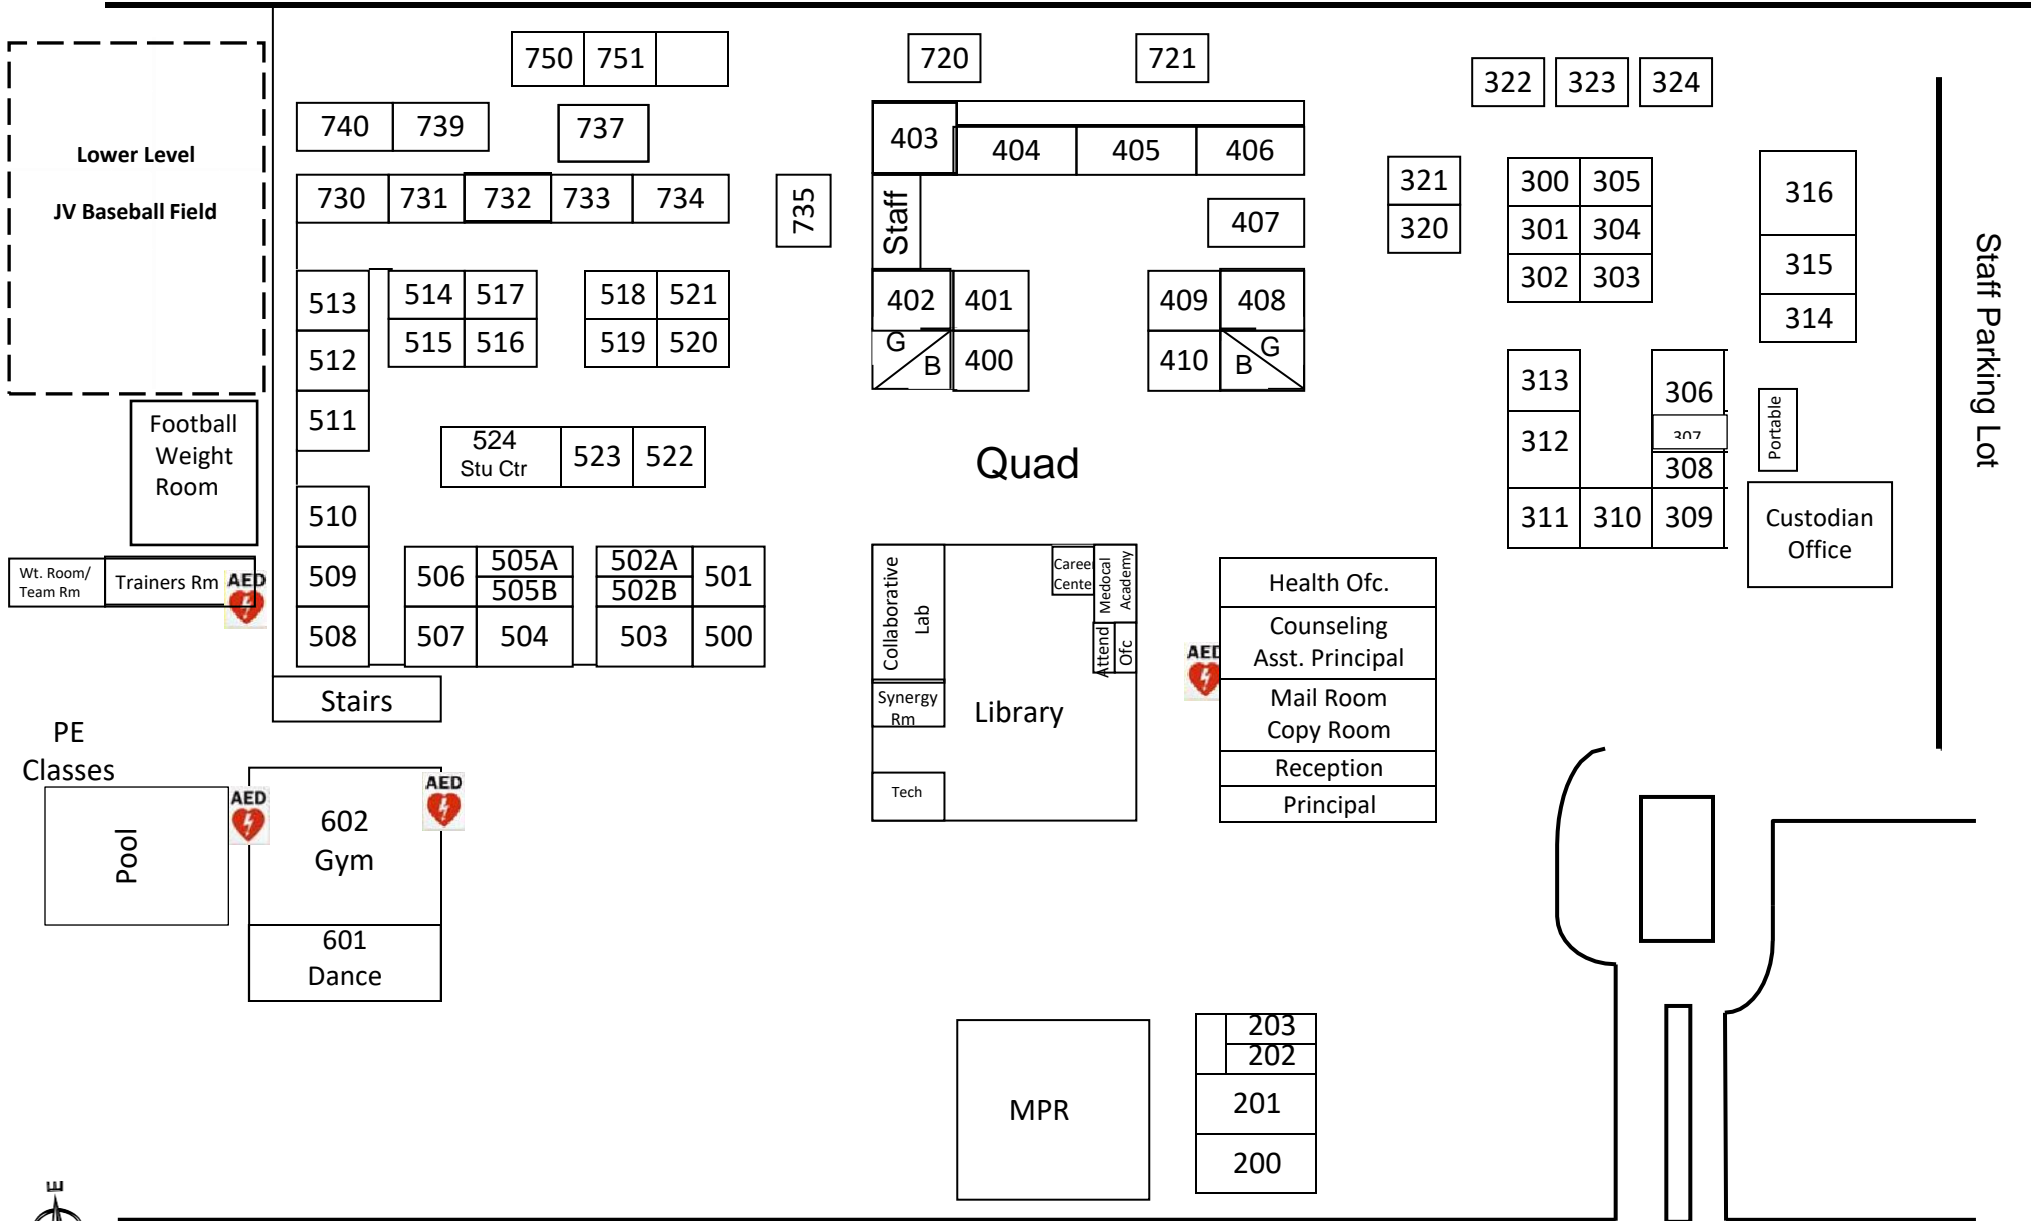 750 751
720
721
322 323 324
740 739
737
403
404 405 406
Lower Level
JV Baseball Field
730 731 732 733 734
735
Staff
407
321
320
300 305
301 304
302 303
316
315
314
Staff Parking Lot
513
512
511
514 517
515 516
518 521
519 520
402 401
G B 400
409 408
410 B G
313
312
306
307
308
311 310 309
Portable
Custodian
Office
Football
Weight
Room
524
Stu Ctr
523 522
Quad
510
509
508
Wt. Room/
Team Rm
Trainers Rm
AED
506 505A
505B
502A 501
502B
507 504
503 500
Collaborative
Lab
Career
Cente
Medocal
Academy
Attend
Ofc
Synergy
Rm
Library
Tech
AED
Health Ofc.
Counseling
Asst. Principal
Mail Room
Copy Room
Reception
Principal
Stairs
PE
Classes
Pool
AED
AED
602
Gym
601
Dance
MPR
203
202
201
200
E